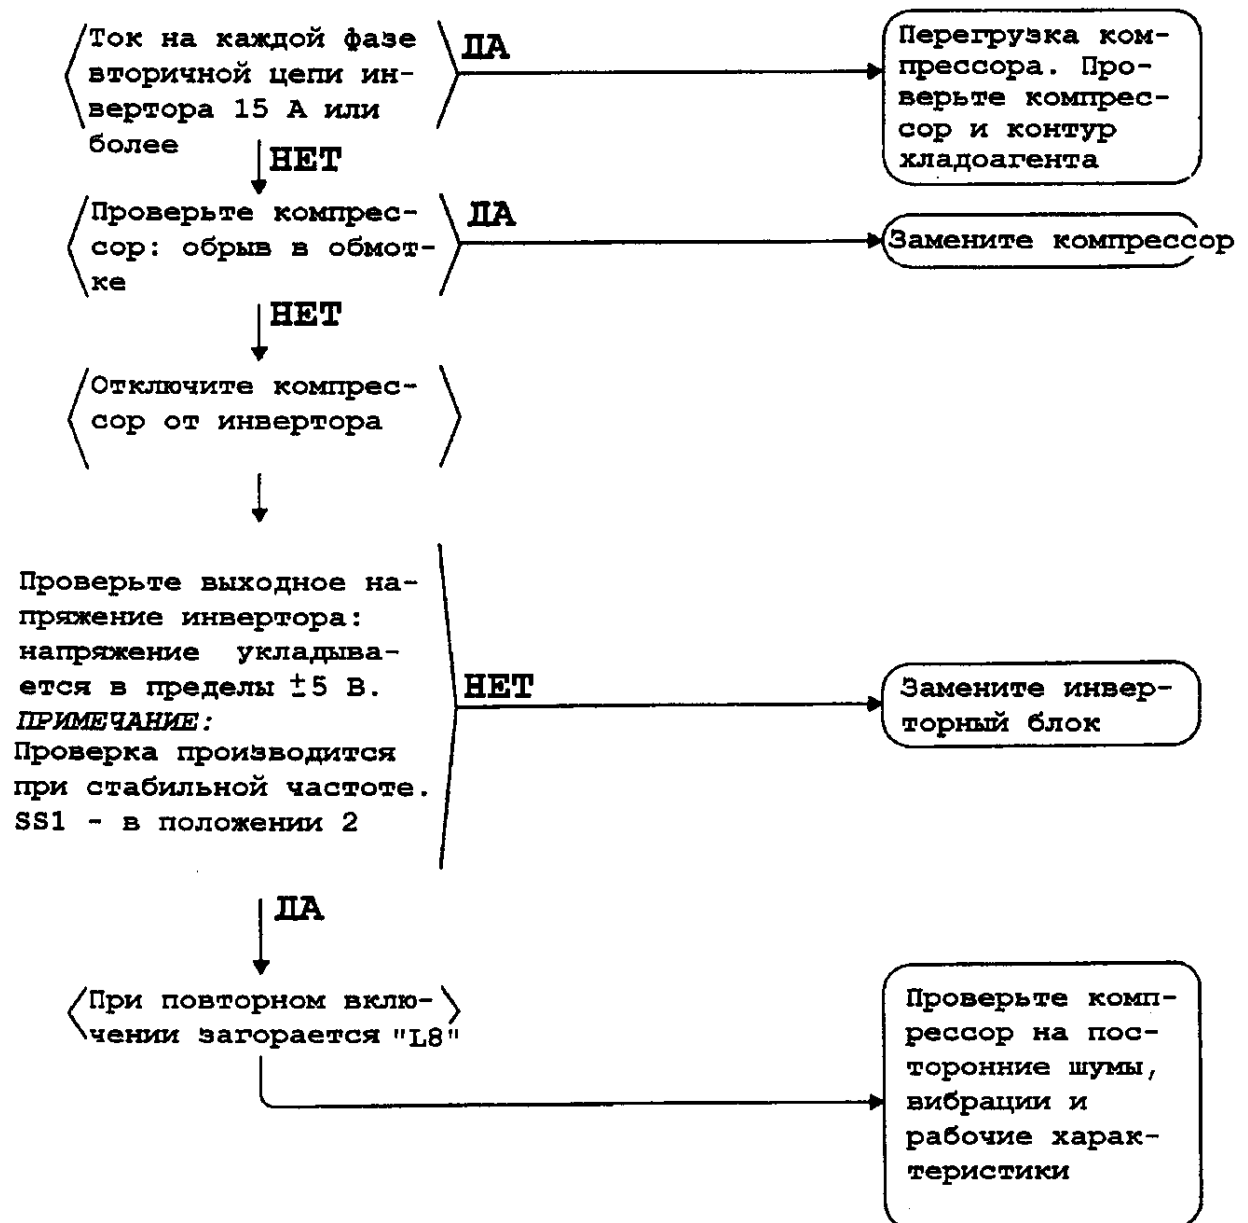 Ток на каждой фазе
вторичной цепи ин-
вертора 15 А или
более
ДА
Перегрузка ком-
прессора. Про-
верьте компрес-
сор и контур
хладоагента
НЕТ
Проверьте компрес-
сор: обрыв в обмот-
ке
ДА
Замените компрессор
НЕТ
Отключите компрес-
сор от инвертора
Проверьте выходное на-
пряжение инвертора:
напряжение укладыва-
ется в пределы ±5 В.
ПРИМЕЧАНИЕ:
Проверка производится
при стабильной частоте.
SS1 - в положении 2
НЕТ
Замените инвер-
торный блок
ДА
При повторном вклю-
чении загорается "L8"
Проверьте комп-
рессор на пос-
торонние шумы,
вибрации и
рабочие харак-
теристики